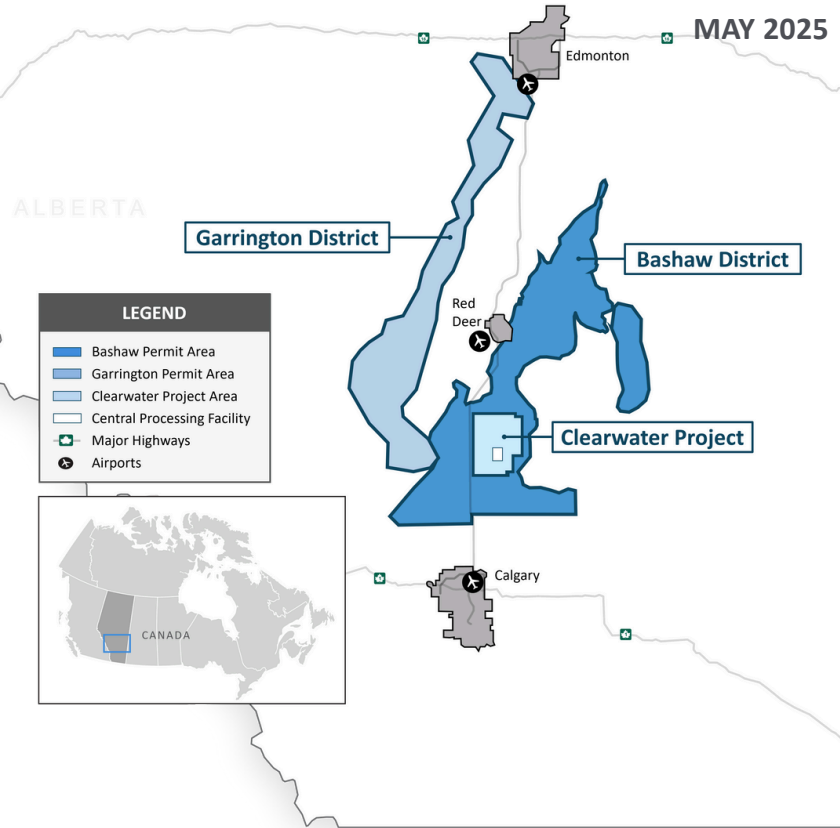 MAY 2025
Edmonton
ALBERTA
Garrington District
Bashaw District
Red
Deer
LEGEND
Bashaw Permit Area
Garrington Permit Area
Clearwater Project Area
Central Processing Facility
Major Highways
Airports
Clearwater Project
Calgary
CANADA